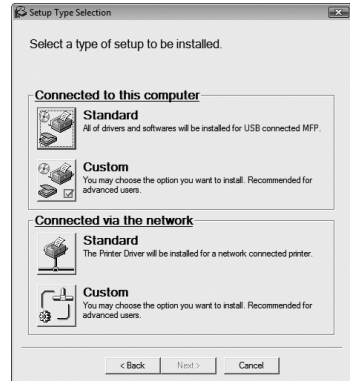 Setup Type Selection
Select a type of setup to be installed.
Connected to this computer
Standard
All of drivers and softwares will be installed for USB connected MFP.
Custom
You may choose the option you want to install. Recommended for
advanced users.
Connected via the network
Standard
The Printer Driver will be installed for a network connected printer.
Custom
You may choose the option you want to install. Recommended for
advanced users.
< Back
Next >
Cancel